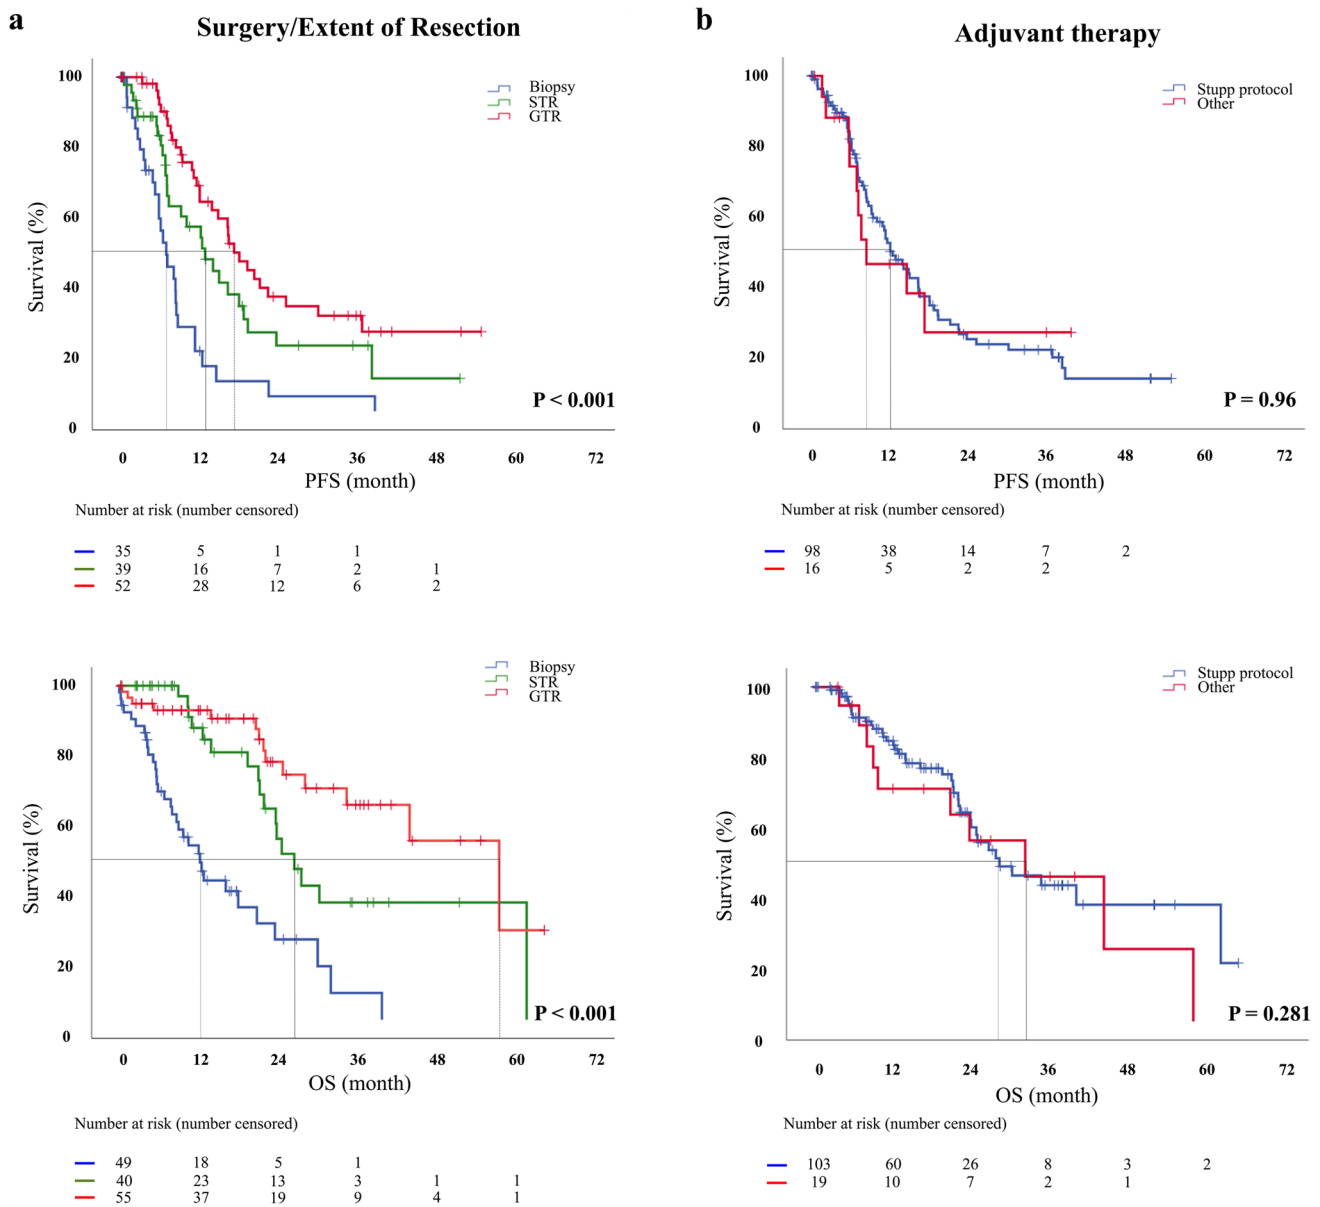 a
Surgery/Extent of Resection
Biopsy
STR
GTR
100
80
60
40
20
0
Survival (%)
P < 0.001
0 12 24 36 48 60 72
PFS (month)
Number at risk (number censored)
35 5 1 1
39 16 7 2 1
52 28 12 6 2
b
Adjuvant therapy
Stupp protocol
Other
100
80
60
40
20
0
Survival (%)
P = 0.96
0 12 24 36 48 60 72
PFS (month)
Number at risk (number censored)
98 38 14 7 2
16 5 2 2
Biopsy
STR
GTR
100
80
60
40
20
0
Survival (%)
P < 0.001
0 12 24 36 48 60 72
OS (month)
Number at risk (number censored)
49 18 5 1
40 23 13 3 1 1
55 37 19 9 4 1
Stupp protocol
Other
100
80
60
40
20
0
Survival (%)
P = 0.281
0 12 24 36 48 60 72
OS (month)
Number at risk (number censored)
103 60 26 8 3 2
19 10 7 2 1